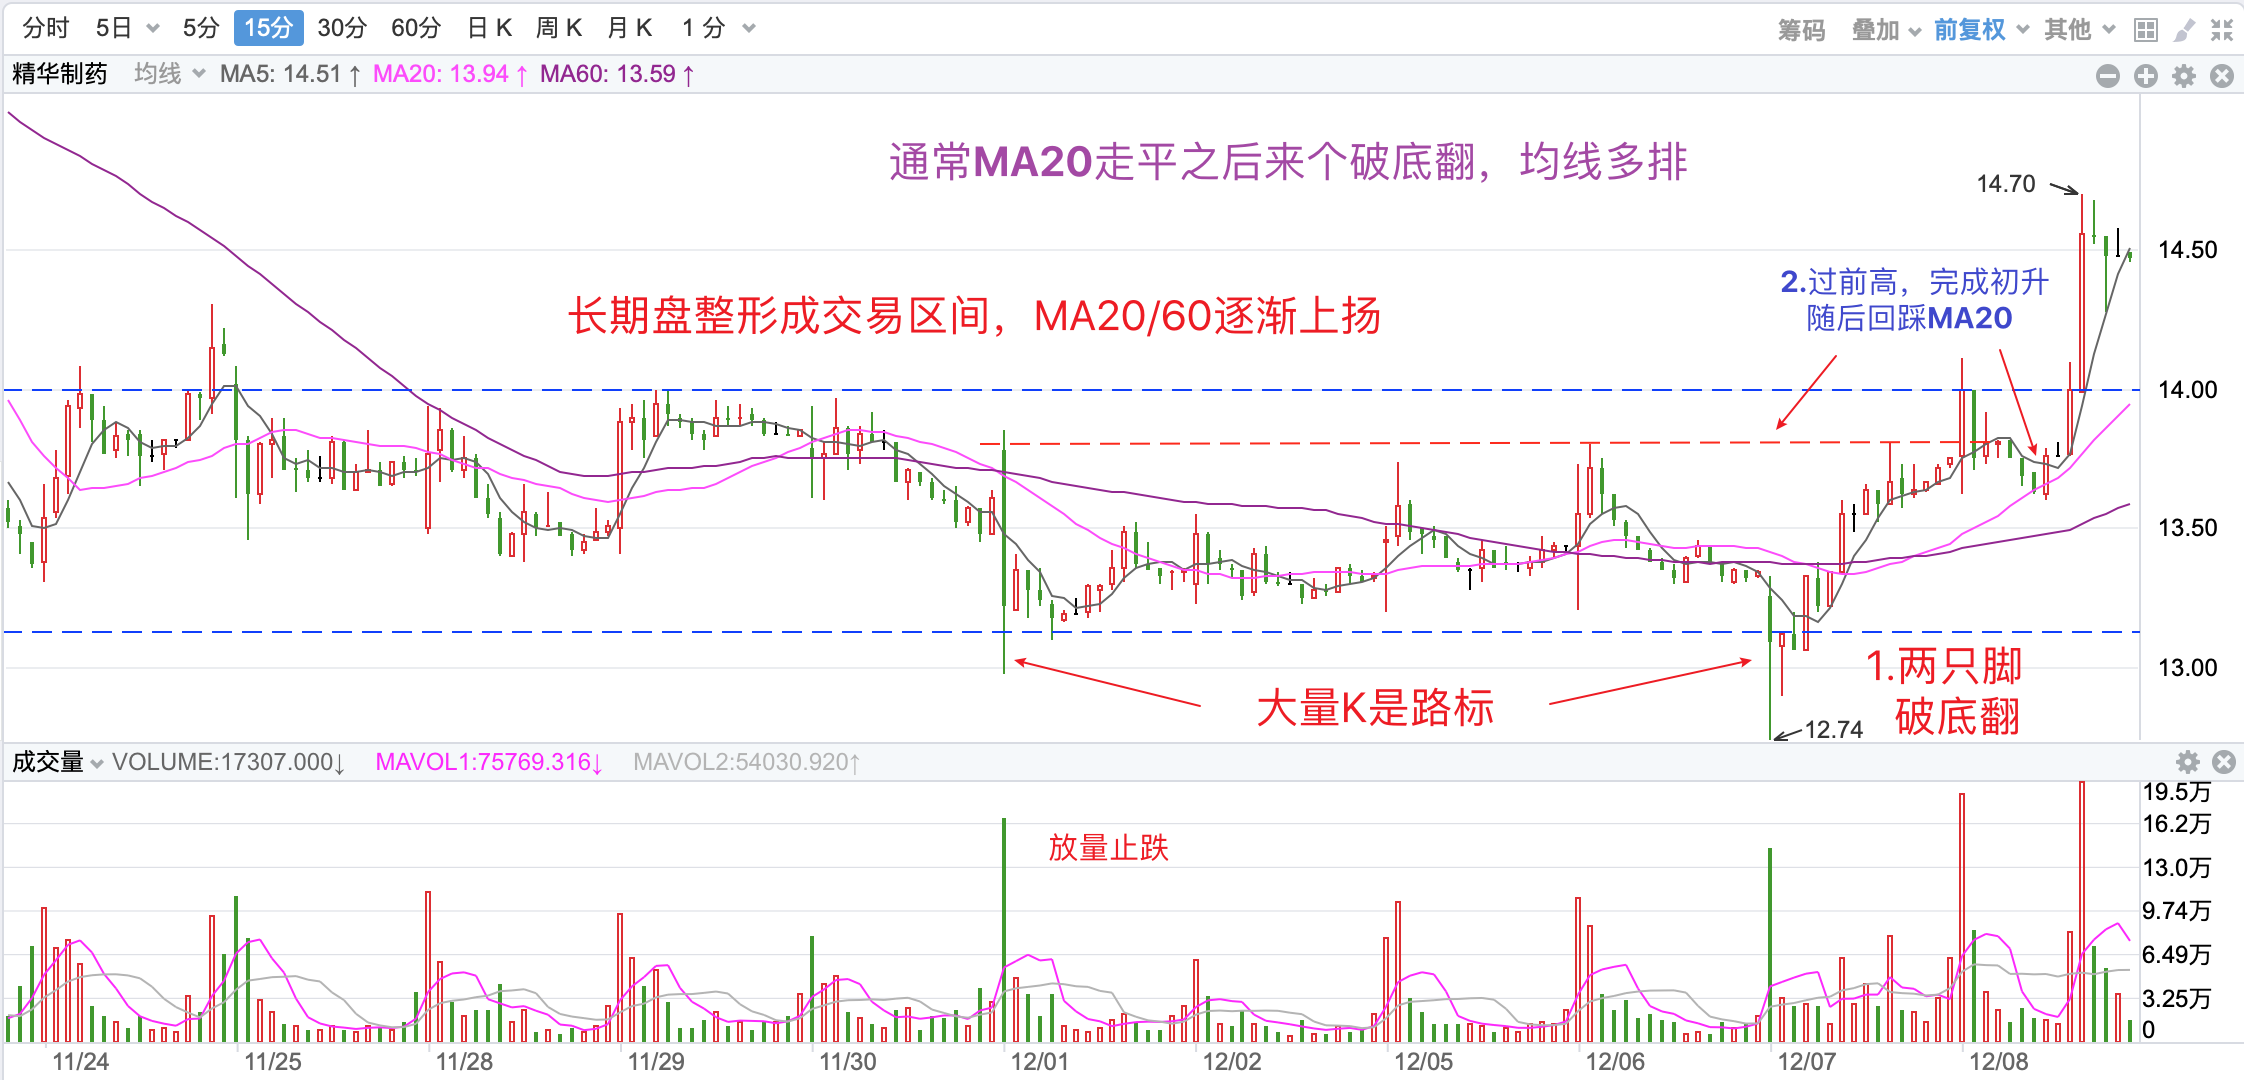 分时 5日 5分 15分 30分 60分 日K 周K 月K 1分 筹码 叠加 前复权 其他
精华制药 均线 MA5: 14.51↑ MA20: 13.94↑ MA60: 13.59↑
通常MA20走平之后来个破底翻，均线多排
14.70
14.50
2.过前高，完成初升
随后回踩MA20
长期盘整形成交易区间，MA20/60逐渐上扬
14.00
13.50
13.00
1.两只脚
破底翻
大量K是路标
12.74
成交量 VOLUME:17307.000↓ MAVOL1:75769.316↓ MAVOL2:54030.920↑
19.5万
16.2万
放量止跌
13.0万
9.74万
6.49万
3.25万
0
11/24 11/25 11/28 11/29 11/30 12/01 12/02 12/05 12/06 12/07 12/08